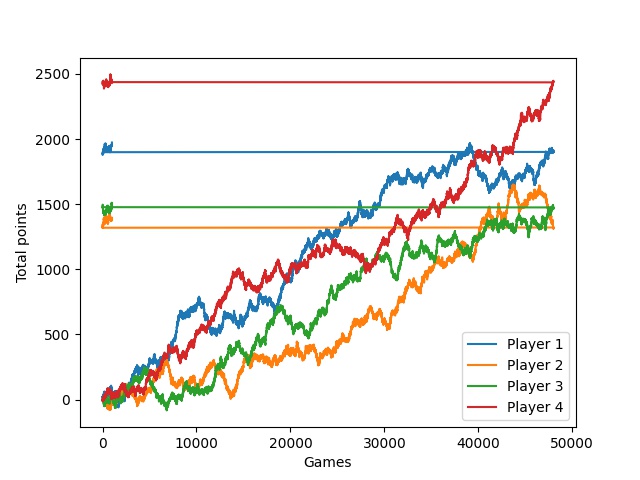 2500
2000
1500
1000
500
0
Total points
0
10000
20000
30000
40000
50000
Games
Player 1
Player 2
Player 3
Player 4